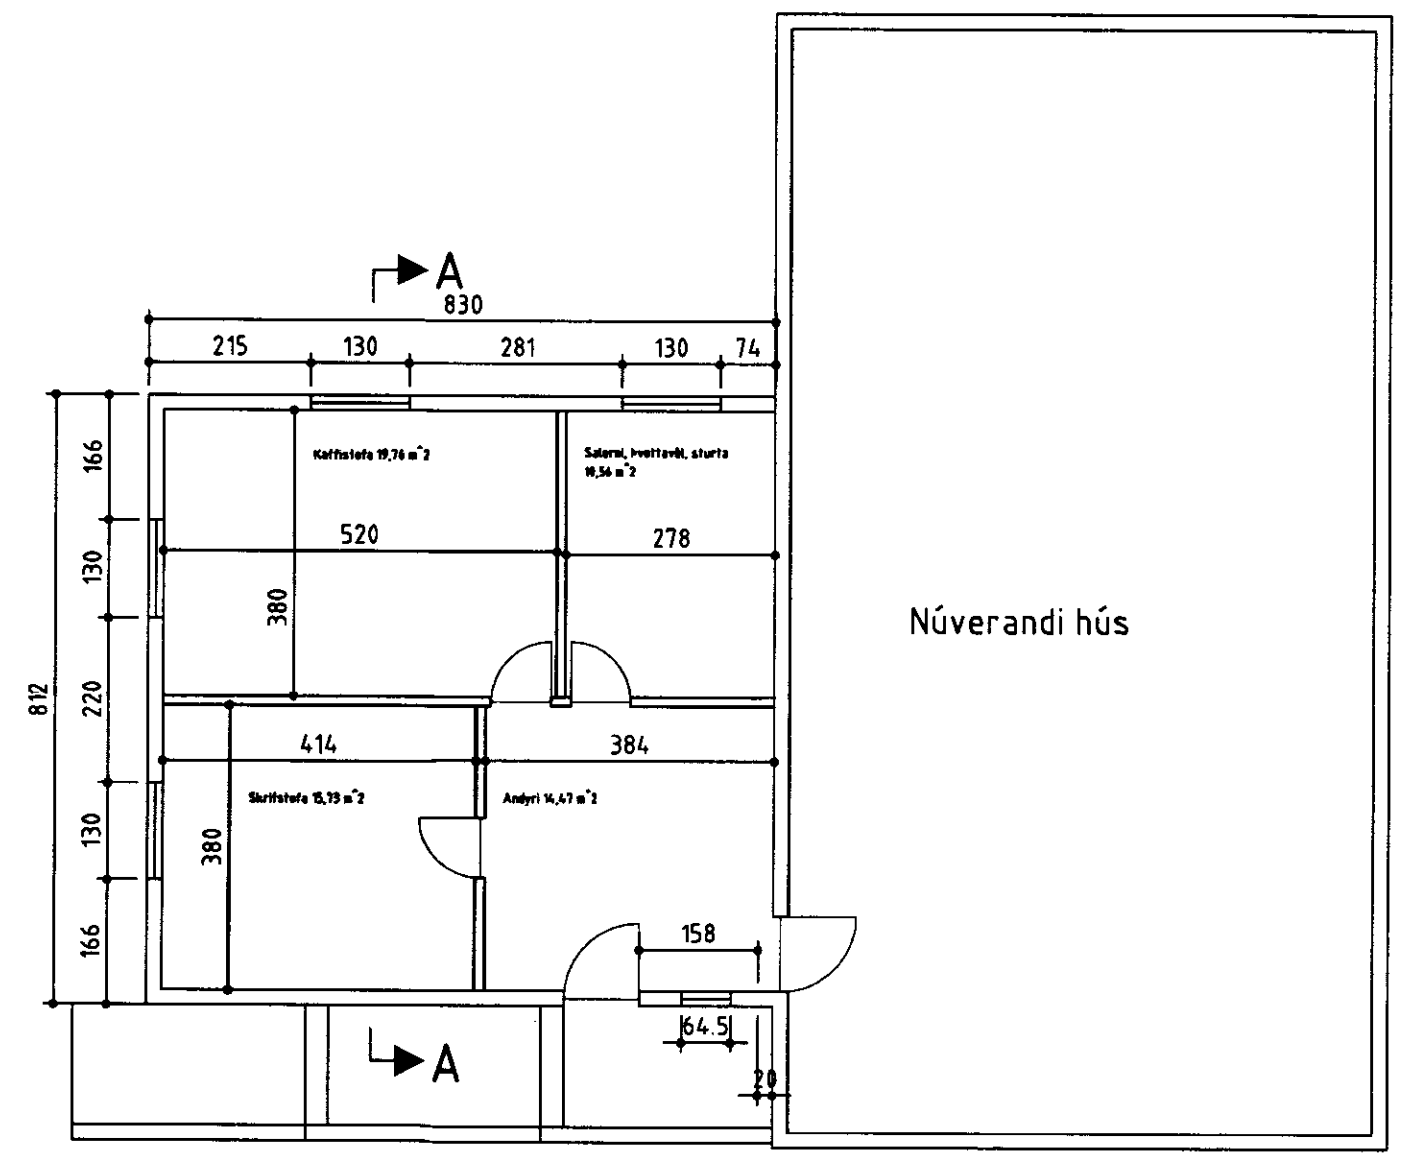 A
830
215 130 281 130 74
166
Kaffistofa 19,76 m^2
Salerni, Þvottavél, sturta
10,56 m^2
520
278
130
380
Núverandi hús
812
220
414
384
Skrifstofa 15,73 m^2
Andyri 14,47 m^2
130
380
166
158
64.5
A
20